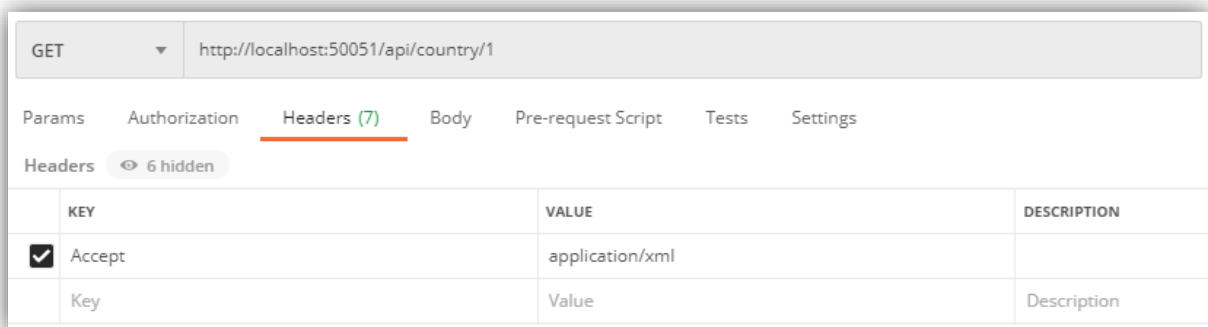 GET http://localhost:50051/api/country/1
Params Authorization Headers (7) Body Pre-request Script Tests Settings
Headers 6 hidden
KEY VALUE DESCRIPTION
Accept application/xml
Key Value Description